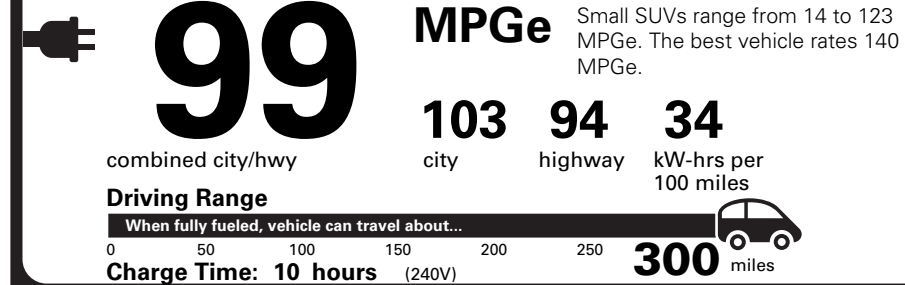 99
MPGe
Small SUVs range from 14 to 123
MPGe. The best vehicle rates 140
MPGe.
103 94 34
combined city/hwy
city
highway
kW-hrs per
100 miles
Driving Range
When fully fueled, vehicle can travel about...
0 50 100 150 200 250 300 miles
Charge Time: 10 hours (240V)